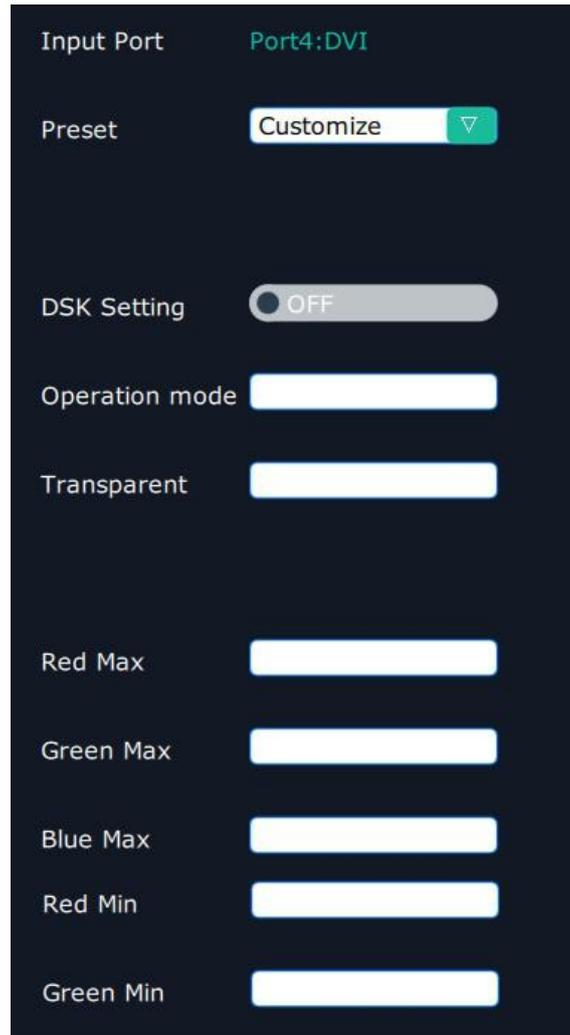 Input Port Port4:DVI
Preset Customize
DSK Setting OFF
Operation mode
Transparent
Red Max
Green Max
Blue Max
Red Min
Green Min